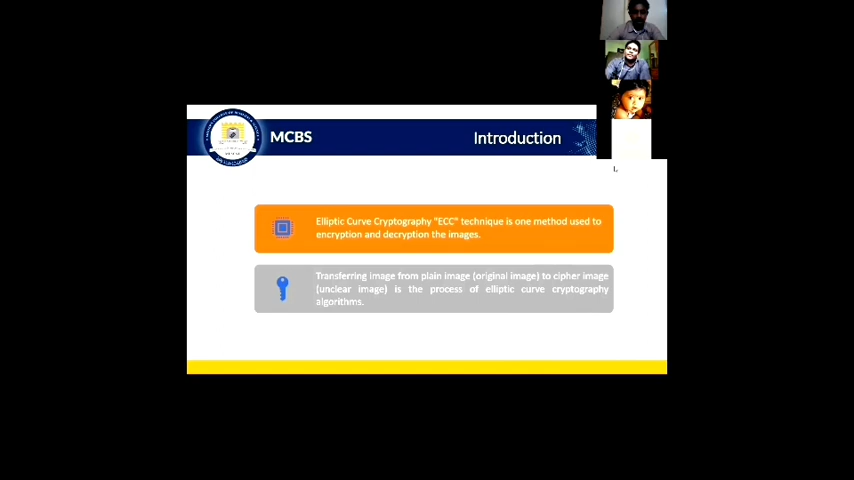 MCBS
Introduction
Elliptic Curve Cryptography "ECC" technique is one method used to
encryption and decryption the images.
Transferring image from plain image (original image) to cipher image
(unclear image) is the process of elliptic curve cryptography
algorithms.